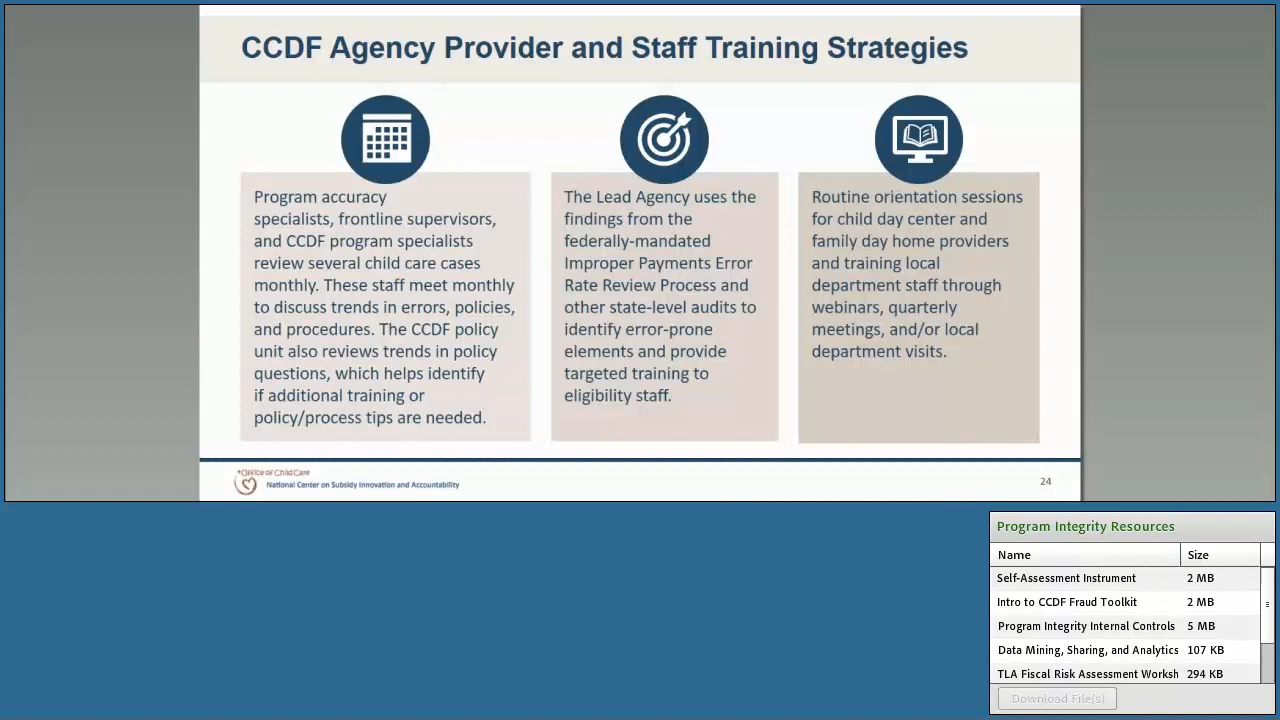 CCDF Agency Provider and Staff Training Strategies
Program accuracy
specialists, frontline supervisors,
and CCDF program specialists
review several child care cases
monthly. These staff meet monthly
to discuss trends in errors, policies,
and procedures. The CCDF policy
unit also reviews trends in policy
questions, which helps identify
if additional training or
policy/process tips are needed.
The Lead Agency uses the
findings from the
federally-mandated
Improper Payments Error
Rate Review Process and
other state-level audits to
identify error-prone
elements and provide
targeted training to
eligibility staff.
Routine orientation sessions
for child day center and
family day home providers
and training local
department staff through
webinars, quarterly
meetings, and/or local
department visits.
Office of Child Care
National Center on Subsidy Innovation and Accountability
24
Program Integrity Resources
Name Size
Self-Assessment Instrument 2 MB
Intro to CCDF Fraud Toolkit 2 MB
Program Integrity Internal Controls 5 MB
Data Mining, Sharing, and Analytics 107 KB
TLA Fiscal Risk Assessment Worksh 294 KB
Download File(s)